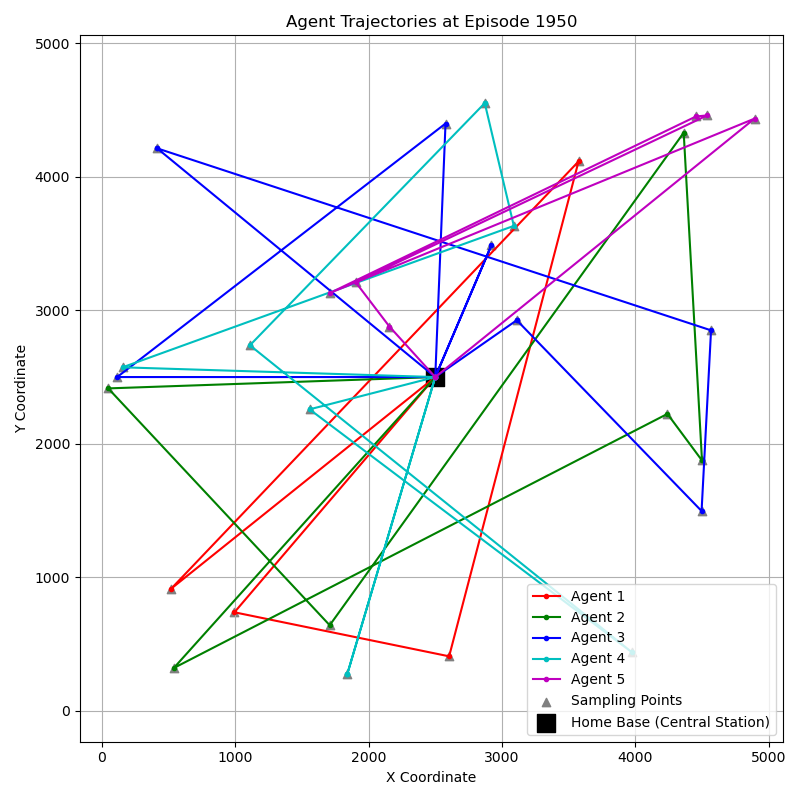 Agent Trajectories at Episode 1950
Y Coordinate
5000
4000
3000
2000
1000
0
0 1000 2000 3000 4000 5000
X Coordinate
Agent 1
Agent 2
Agent 3
Agent 4
Agent 5
Sampling Points
Home Base (Central Station)